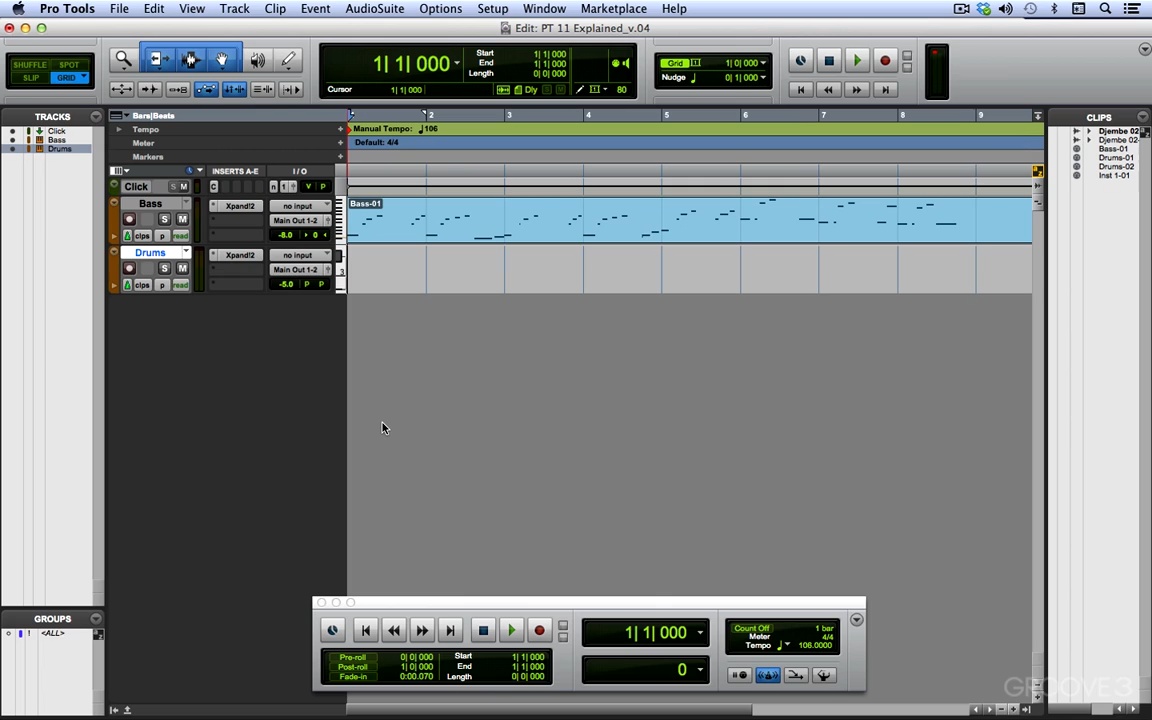 Pro Tools File Edit View Track Clip Event AudioSuite Options Setup Window Marketplace Help
Edit: PT 11 Explained_v.04
SHUFFLE SPOT
SLIP GRID
1| 1| 000
Start 1| 1| 000
End 1| 1| 000
Length 0| 0| 000
Cursor 1| 1| 000
Dly
80
Grid 1| 0| 000
Nudge 0| 1| 000
TRACKS
Click
Bass
Drums
Bars|Beats
Tempo
Meter
Markers
1 2 3 4 5 6 7 8 9
Manual Tempo: 106
Default: 4/4
INSERTS A-E
I / O
Click S M C n 1 V P
Bass
S M
clips p read
Xpand!2
no input
Main Out 1-2
-8.0 0
Bass-01
Drums
S M
clips p read
Xpand!2
no input
Main Out 1-2
-5.0 P P
3
CLIPS
Djembe 02
Djembe 02-
Bass-01
Drums-01
Drums-02
Inst 1-01
GROUPS
! <ALL>
Pre-roll 0| 0| 000
Post-roll 1| 0| 000
Fade-in 0:00.070
Start 1| 1| 000
End 1| 1| 000
Length 0| 0| 000
1| 1| 000
0
Count Off 1 bar
Meter 4/4
Tempo 106.0000
GROOVE3